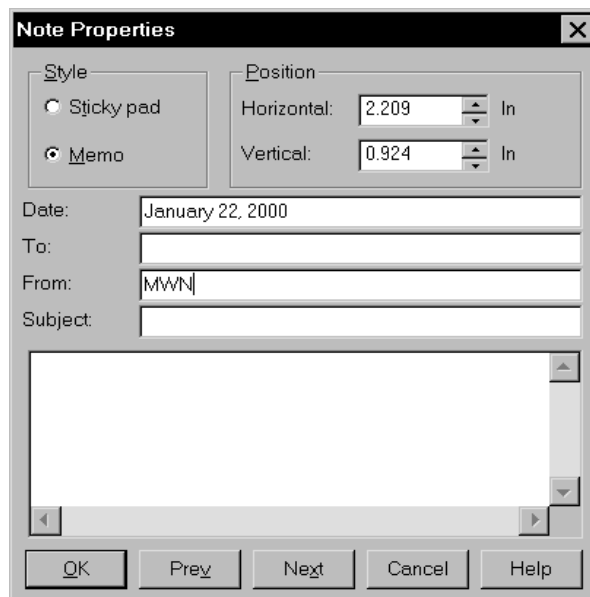 Note Properties
Style
Sticky pad
Memo
Position
Horizontal: 2.209 In
Vertical: 0.924 In
Date: January 22, 2000
To:
From: MWN
Subject:
OK Prev Next Cancel Help